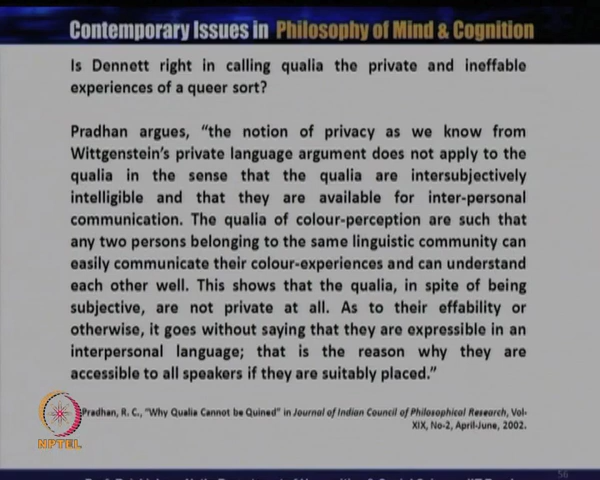 Contemporary Issues in Philosophy of Mind & Cognition
Is Dennett right in calling qualia the private and ineffable
experiences of a queer sort?
Pradhan argues, “the notion of privacy as we know from
Wittgenstein’s private language argument does not apply to the
qualia in the sense that the qualia are intersubjectively
intelligible and that they are available for inter-personal
communication. The qualia of colour-perception are such that
any two persons belonging to the same linguistic community can
easily communicate their colour-experiences and can understand
each other well. This shows that the qualia, in spite of being
subjective, are not private at all. As to their effability or
otherwise, it goes without saying that they are expressible in an
interpersonal language; that is the reason why they are
accessible to all speakers if they are suitably placed.”
Pradhan, R. C., “Why Qualia Cannot be Quined” in Journal of Indian Council of Philosophical Research, Vol-
XIX, No-2, April-June, 2002.
NPTEL
56